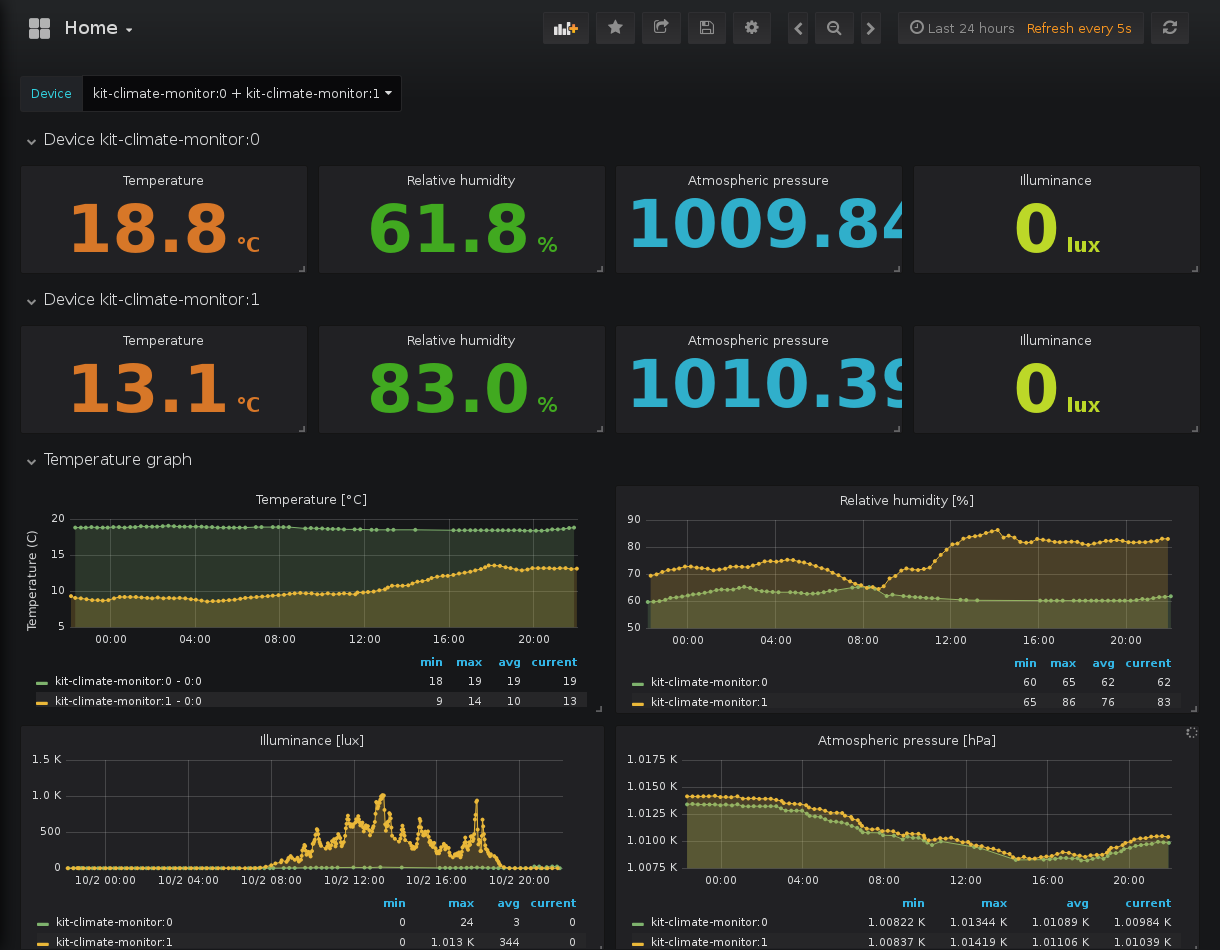 Home
Last 24 hours Refresh every 5s
Device kit-climate-monitor:0 + kit-climate-monitor:1
Device kit-climate-monitor:0
Temperature Relative humidity Atmospheric pressure Illuminance
18.8 °C 61.8 % 1009.84 0 lux
Device kit-climate-monitor:1
Temperature Relative humidity Atmospheric pressure Illuminance
13.1 °C 83.0 % 1010.39 0 lux
Temperature graph
Temperature [°C]
Temperature (C)
20
15
10
5
00:00 04:00 08:00 12:00 16:00 20:00
min max avg current
kit-climate-monitor:0 - 0:0 18 19 19 19
kit-climate-monitor:1 - 0:0 9 14 10 13
Relative humidity [%]
90
80
70
60
50
00:00 04:00 08:00 12:00 16:00 20:00
min max avg current
kit-climate-monitor:0 60 65 62 62
kit-climate-monitor:1 65 86 76 83
Illuminance [lux]
1.5 K
1.0 K
500
0
10/2 00:00 10/2 04:00 10/2 08:00 10/2 12:00 10/2 16:00 10/2 20:00
min max avg current
kit-climate-monitor:0 0 24 3 0
kit-climate-monitor:1 0 1.013 K 344 0
Atmospheric pressure [hPa]
1.0175 K
1.0150 K
1.0125 K
1.0100 K
1.0075 K
00:00 04:00 08:00 12:00 16:00 20:00
min max avg current
kit-climate-monitor:0 1.00822 K 1.01344 K 1.01089 K 1.00984 K
kit-climate-monitor:1 1.00837 K 1.01419 K 1.01106 K 1.01039 K